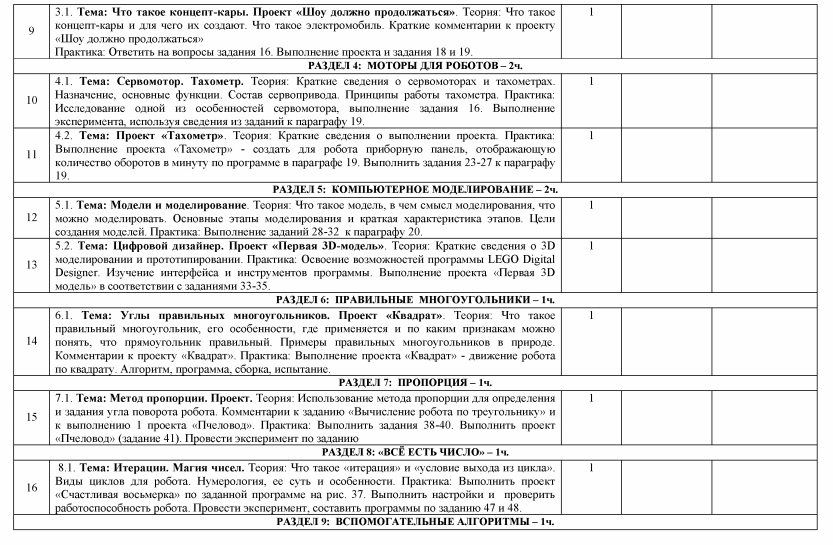 9
3.1. Тема: Что такое концепт-кары. Проект «Шоу должно продолжаться». Теория: Что такое
концепт-кары и для чего их создают. Что такое электромобиль. Краткие комментарии к проекту
«Шоу должно продолжаться»
Практика: Ответить на вопросы задания 16. Выполнение проекта и задания 18 и 19.
1
РАЗДЕЛ 4: МОТОРЫ ДЛЯ РОБОТОВ – 2ч.
10
4.1. Тема: Сервомотор. Тахометр. Теория: Краткие сведения о сервомоторах и тахометрах.
Назначение, основные функции. Состав сервопривода. Принципы работы тахометра. Практика:
Исследование одной из особенностей сервомотора, выполнение задания 16. Выполнение
эксперимента, используя сведения из заданий к параграфу 19.
1
11
4.2. Тема: Проект «Тахометр». Теория: Краткие сведения о выполнении проекта. Практика:
Выполнение проекта «Тахометр» - создать для робота приборную панель, отображающую
количество оборотов в минуту по программе в параграфе 19. Выполнить задания 23-27 к параграфу
19.
1
РАЗДЕЛ 5: КОМПЬЮТЕРНОЕ МОДЕЛИРОВАНИЕ – 2ч.
12
5.1. Тема: Модели и моделирование. Теория: Что такое модель, в чем смысл моделирования, что
можно моделировать. Основные этапы моделирования и краткая характеристика этапов. Цели
создания моделей. Практика: Выполнение заданий 28-32 к параграфу 20.
1
13
5.2. Тема: Цифровой дизайнер. Проект «Первая 3D-модель». Теория: Краткие сведения о 3D
моделировании и прототипировании. Практика: Освоение возможностей программы LEGO Digital
Designer. Изучение интерфейса и инструментов программы. Выполнение проекта «Первая 3D
модель» в соответствии с заданиями 33-35.
1
РАЗДЕЛ 6: ПРАВИЛЬНЫЕ МНОГОУГОЛЬНИКИ – 1ч.
14
6.1. Тема: Углы правильных многоугольников. Проект «Квадрат». Теория: Что такое
правильный многоугольник, его особенности, где применяется и по каким признакам можно
понять, что прямоугольник правильный. Примеры правильных многоугольников в природе.
Комментарии к проекту «Квадрат». Практика: Выполнение проекта «Квадрат» - движение робота
по квадрату. Алгоритм, программа, сборка, испытание.
1
РАЗДЕЛ 7: ПРОПОРЦИЯ – 1ч.
15
7.1. Тема: Метод пропорции. Проект. Теория: Использование метода пропорции для определения
и задания угла поворота робота. Комментарии к заданию «Вычисление робота по треугольнику» и
к выполнению 1 проекта «Пчеловод». Практика: Выполнить задания 38-40. Выполнить проект
«Пчеловод» (задание 41). Провести эксперимент по заданию
1
РАЗДЕЛ 8: «ВСЁ ЕСТЬ ЧИСЛО» – 1ч.
16
8.1. Тема: Итерации. Магия чисел. Теория: Что такое «итерация» и «условие выхода из цикла».
Виды циклов для робота. Нумерология, ее суть и особенности. Практика: Выполнить проект
«Счастливая восьмерка» по заданной программе на рис. 37. Выполнить настройки и проверить
работоспособность робота. Провести эксперимент, составить программы по заданию 47 и 48.
1
РАЗДЕЛ 9: ВСПОМОГАТЕЛЬНЫЕ АЛГОРИТМЫ – 1ч.